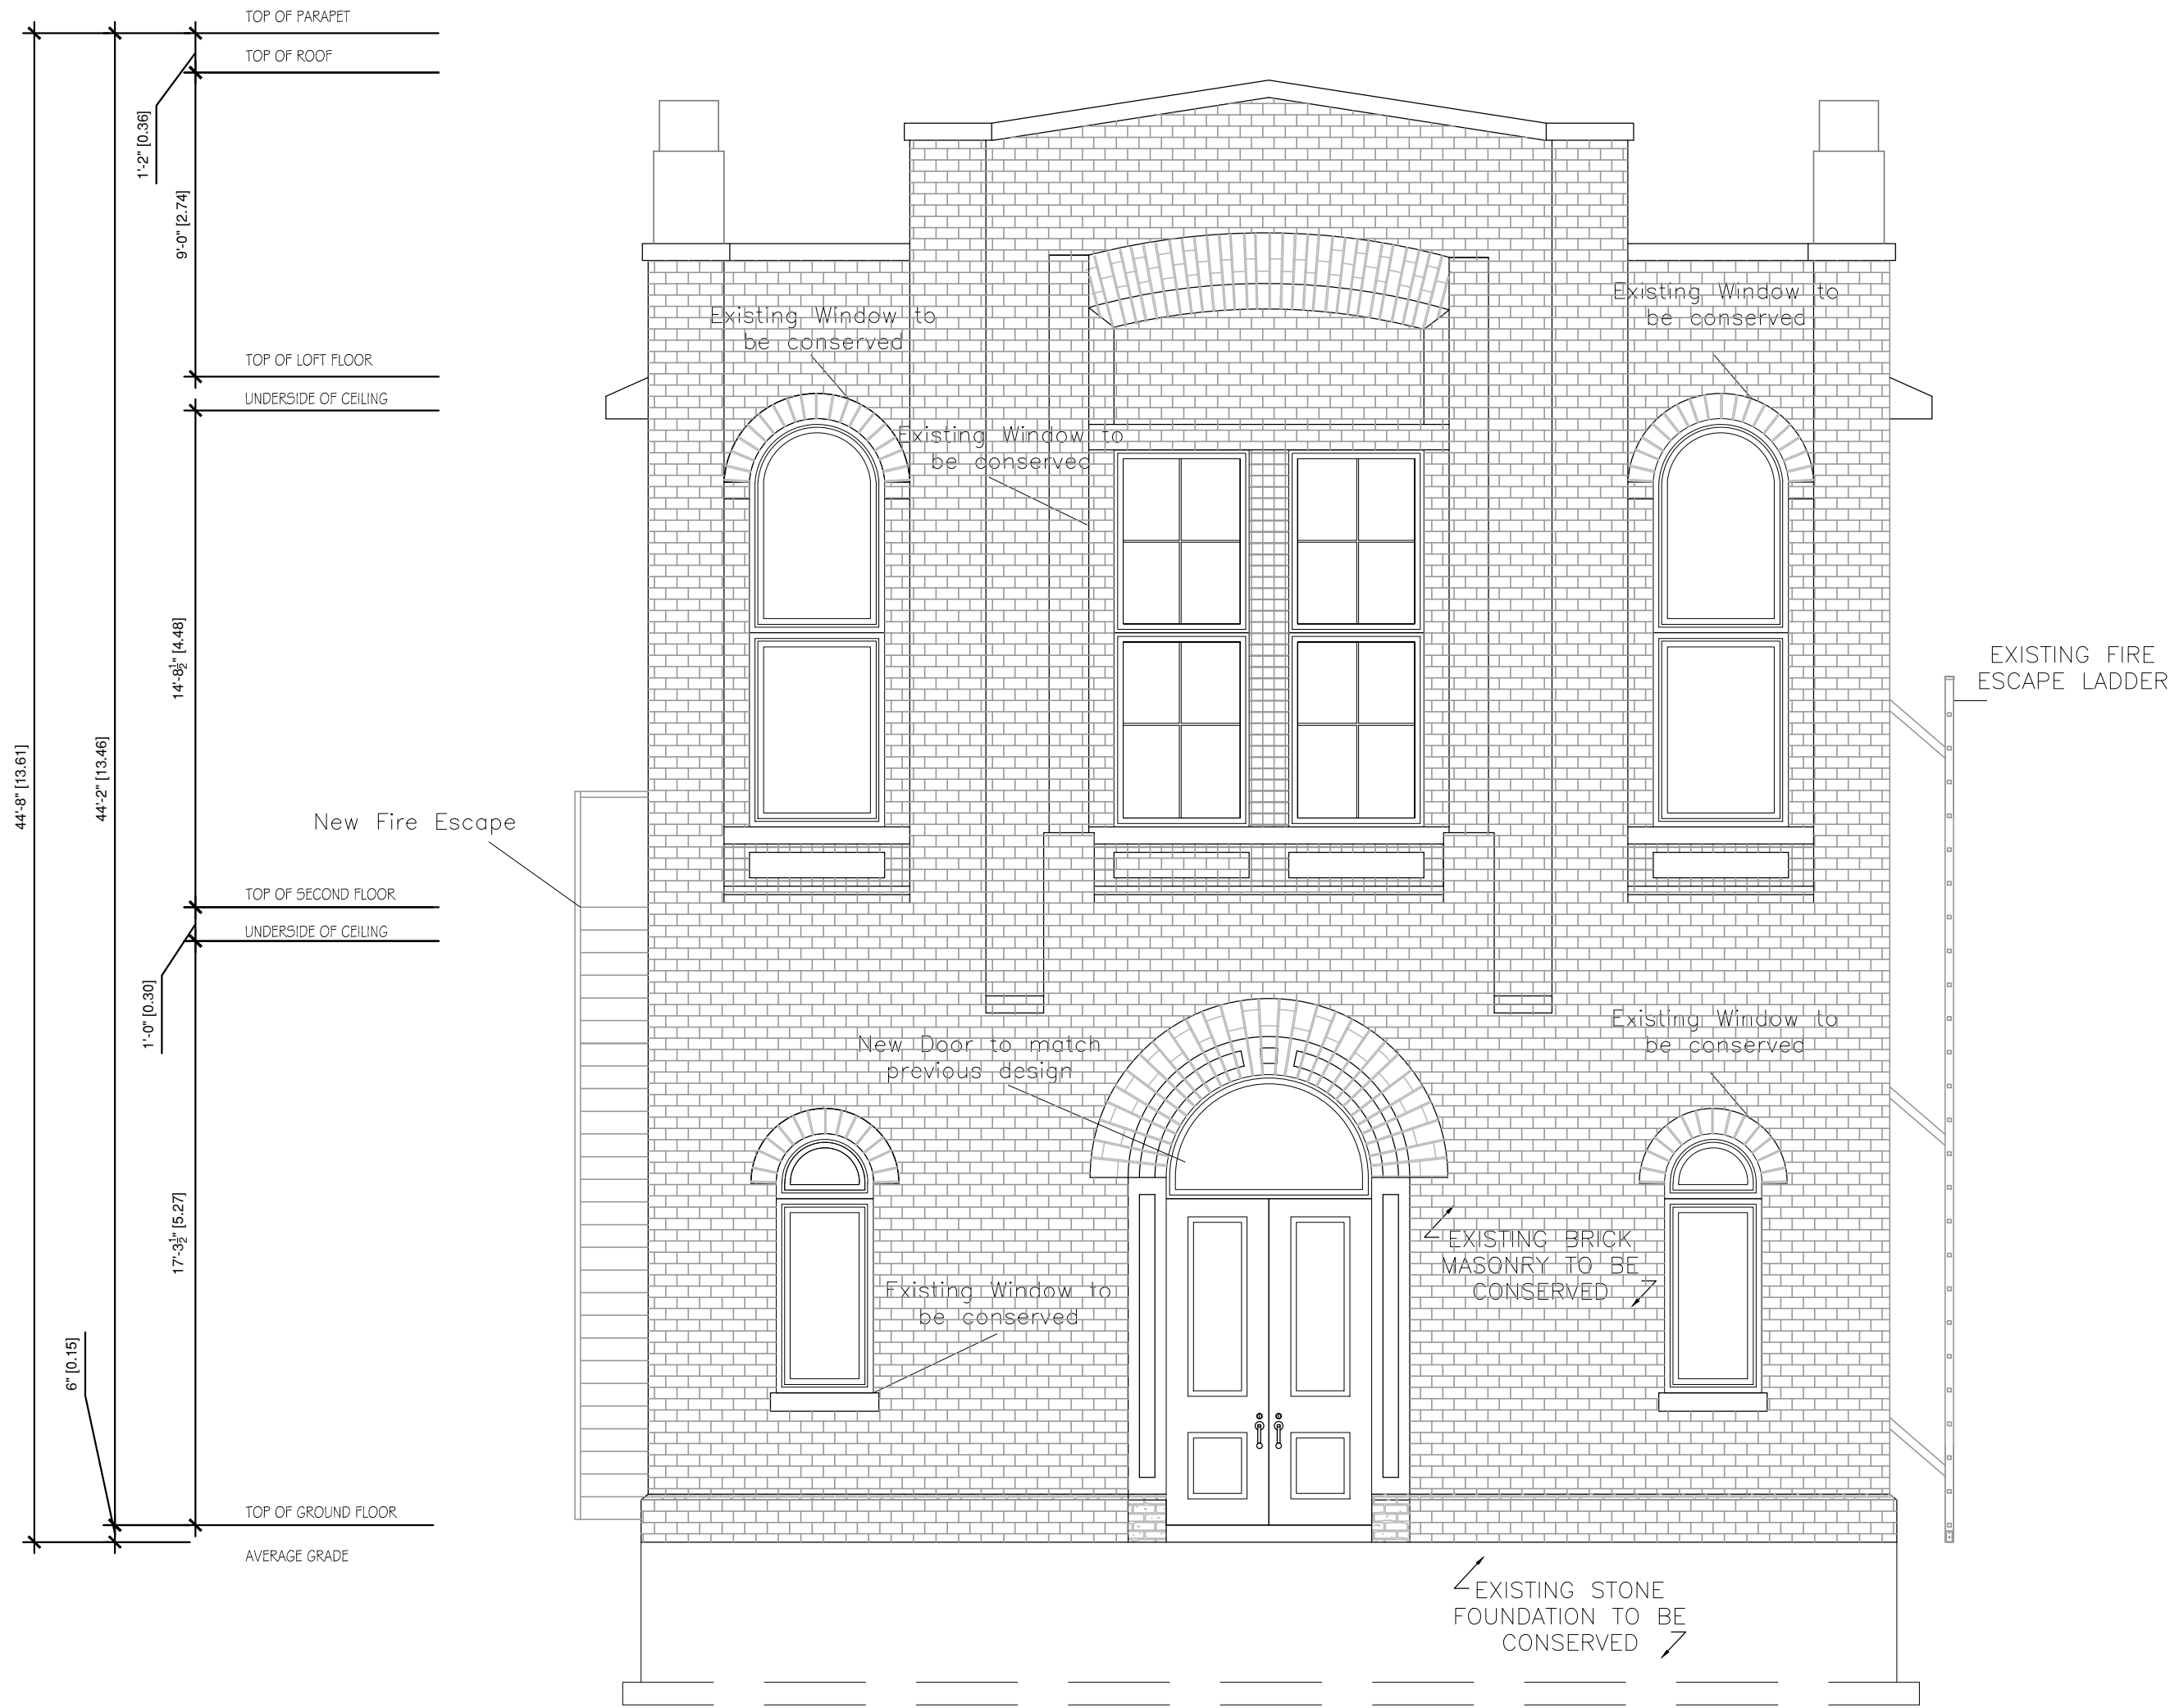 TOP OF PARAPET
TOP OF ROOF
1'-2" [0.36]
9'-0" [2.74]
TOP OF LOFT FLOOR
UNDERSIDE OF CEILING
14'-8½" [4.48]
44'-8" [13.61]
44'-2" [13.46]
TOP OF SECOND FLOOR
UNDERSIDE OF CEILING
1'-0" [0.30]
17'-3½" [5.27]
6" [0.15]
TOP OF GROUND FLOOR
AVERAGE GRADE
Existing Window to
be conserved
Existing Window to
be conserved
Existing Window to
be conserved
EXISTING FIRE
ESCAPE LADDER
New Fire Escape
New Door to match
previous design
Existing Window to
be conserved
EXISTING BRICK
MASONRY TO BE
CONSERVED
Existing Window to
be conserved
EXISTING STONE
FOUNDATION TO BE
CONSERVED